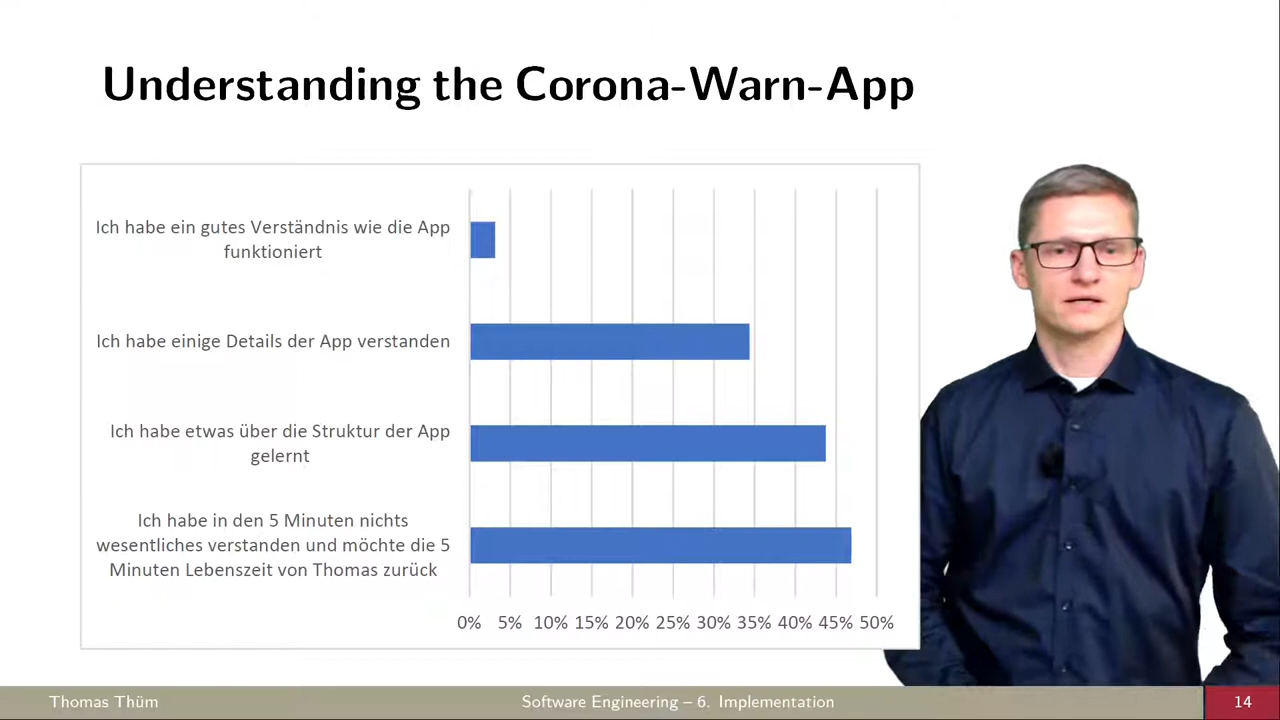 Understanding the Corona-Warn-App
Ich habe ein gutes Verständnis wie die App
funktioniert
Ich habe einige Details der App verstanden
Ich habe etwas über die Struktur der App
gelernt
Ich habe in den 5 Minuten nichts
wesentliches verstanden und möchte die 5
Minuten Lebenszeit von Thomas zurück
0% 5% 10% 15% 20% 25% 30% 35% 40% 45% 50%
Thomas Thüm Software Engineering – 6. Implementation 14